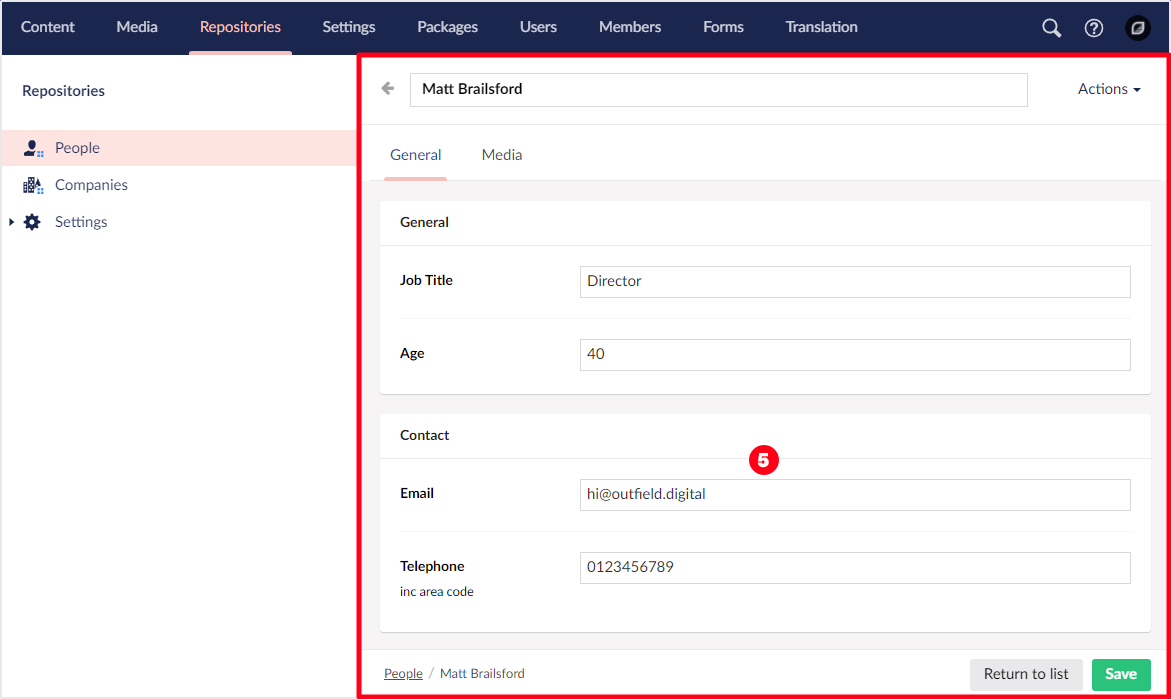 Content Media Repositories Settings Packages Users Members Forms Translation
Repositories
People
Companies
Settings
Matt Brailsford
Actions
General Media
General
Job Title Director
Age 40
Contact
5
Email hi@outfield.digital
Telephone 0123456789
inc area code
People / Matt Brailsford
Return to list Save